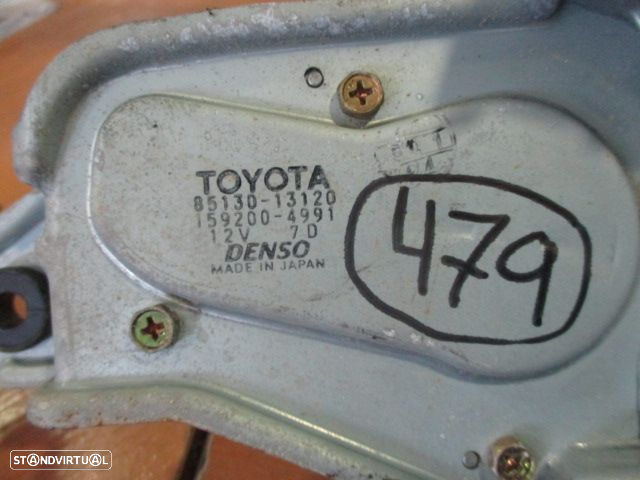 TOYOTA
85130-13120
159200-4991
12V 7D
DENSO
MADE IN JAPAN
479
STANDVIRTUAL